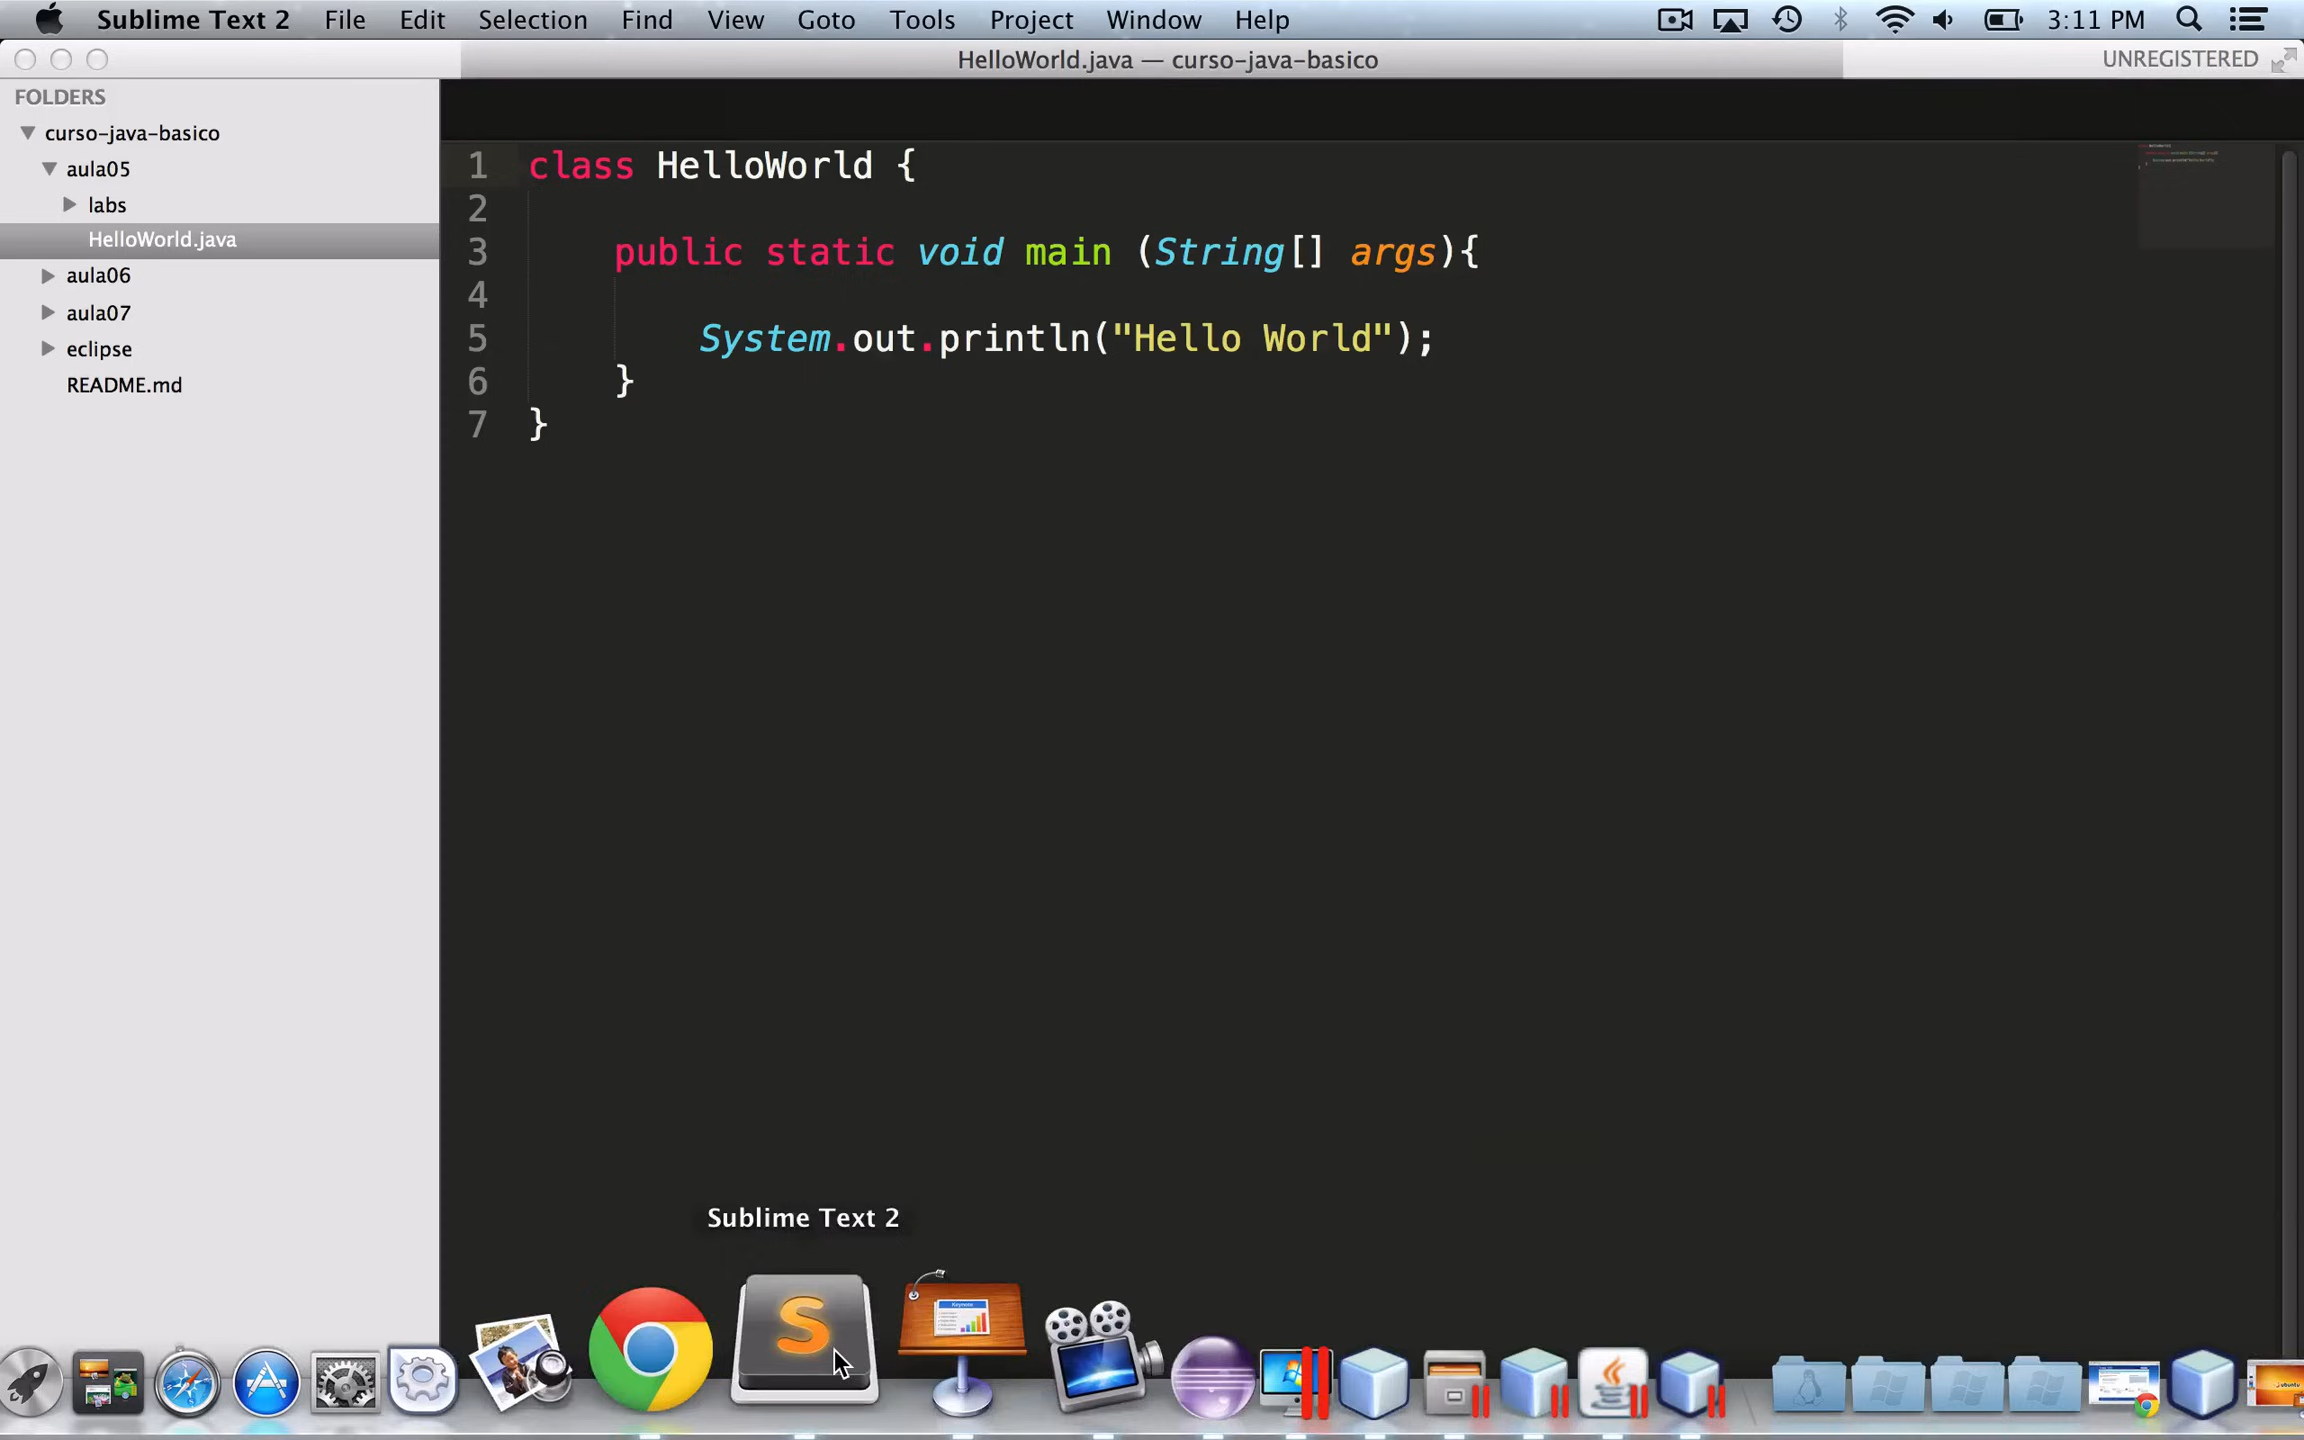 Sublime Text 2 File Edit Selection Find View Goto Tools Project Window Help 3:11 PM
HelloWorld.java — curso-java-basico UNREGISTERED
FOLDERS
curso-java-basico
aula05
labs
HelloWorld.java
aula06
aula07
eclipse
README.md
1 class HelloWorld {
2
3 public static void main (String[] args){
4
5 System.out.println("Hello World");
6 }
7 }
Sublime Text 2